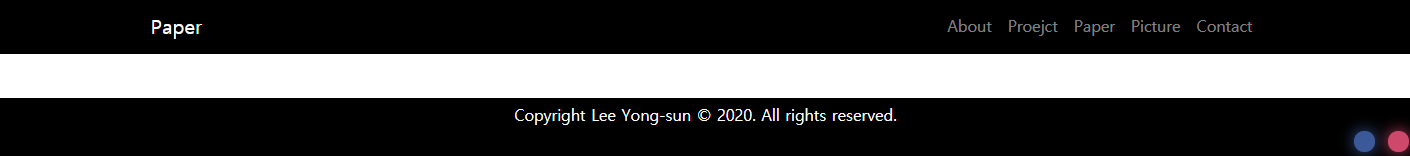 Paper
About Proejct Paper Picture Contact
Copyright Lee Yong-sun © 2020. All rights reserved.